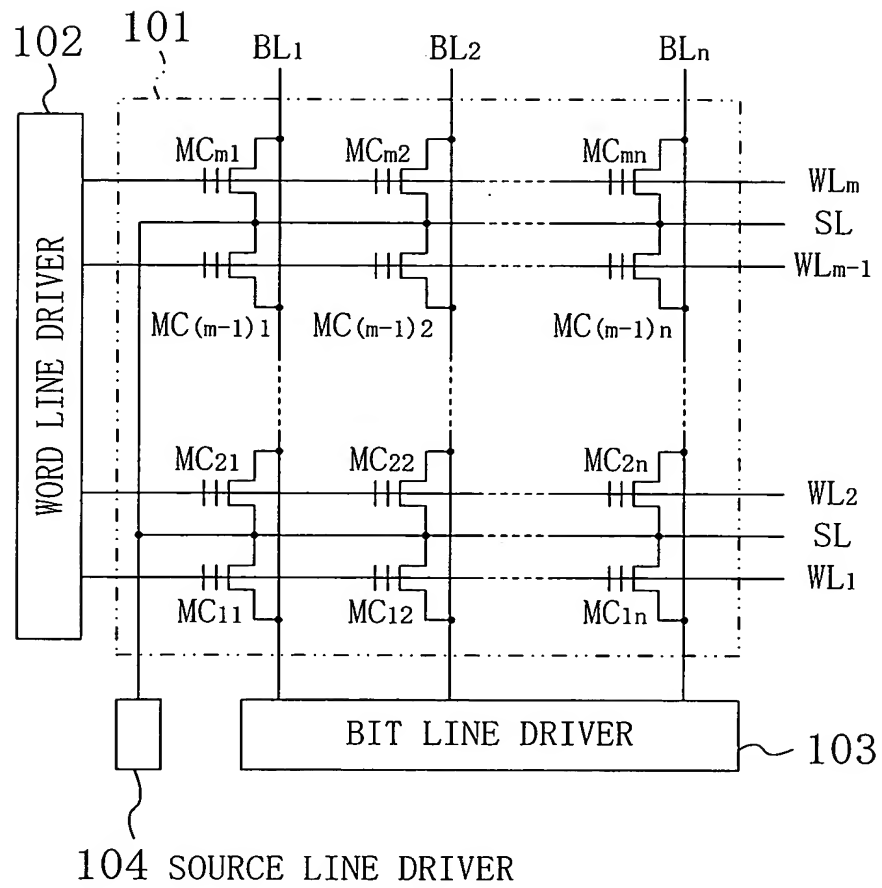 102
101
BL1
BL2
BLn
MCm1
MCm2
MCmn
WLm
SL
WLm-1
MC(m-1)1
MC(m-1)2
MC(m-1)n
WORD LINE DRIVER
MC21
MC22
MC2n
WL2
SL
WL1
MC11
MC12
MC1n
BIT LINE DRIVER
103
104 SOURCE LINE DRIVER